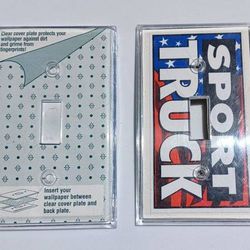 Clear cover plate protects your
wallpaper against dirt
and grime from
fingerprints!
Insert your
wallpaper between
clear cover plate and
back plate.
SPORT
TRUCK